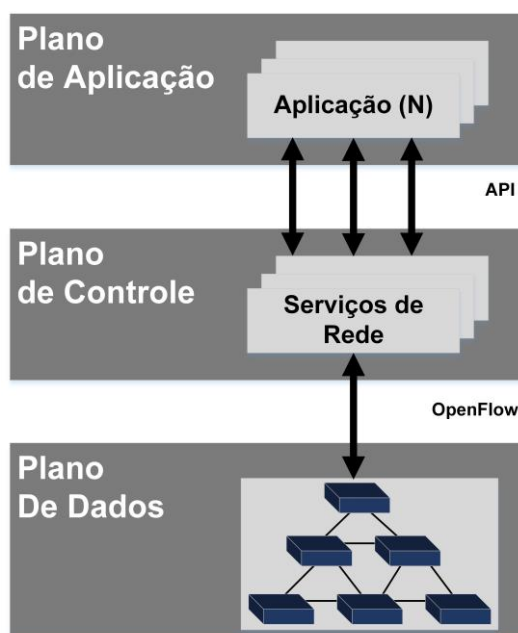 Plano
de Aplicação
Aplicação (N)
API
Plano
de Controle
Serviços de
Rede
OpenFlow
Plano
De Dados